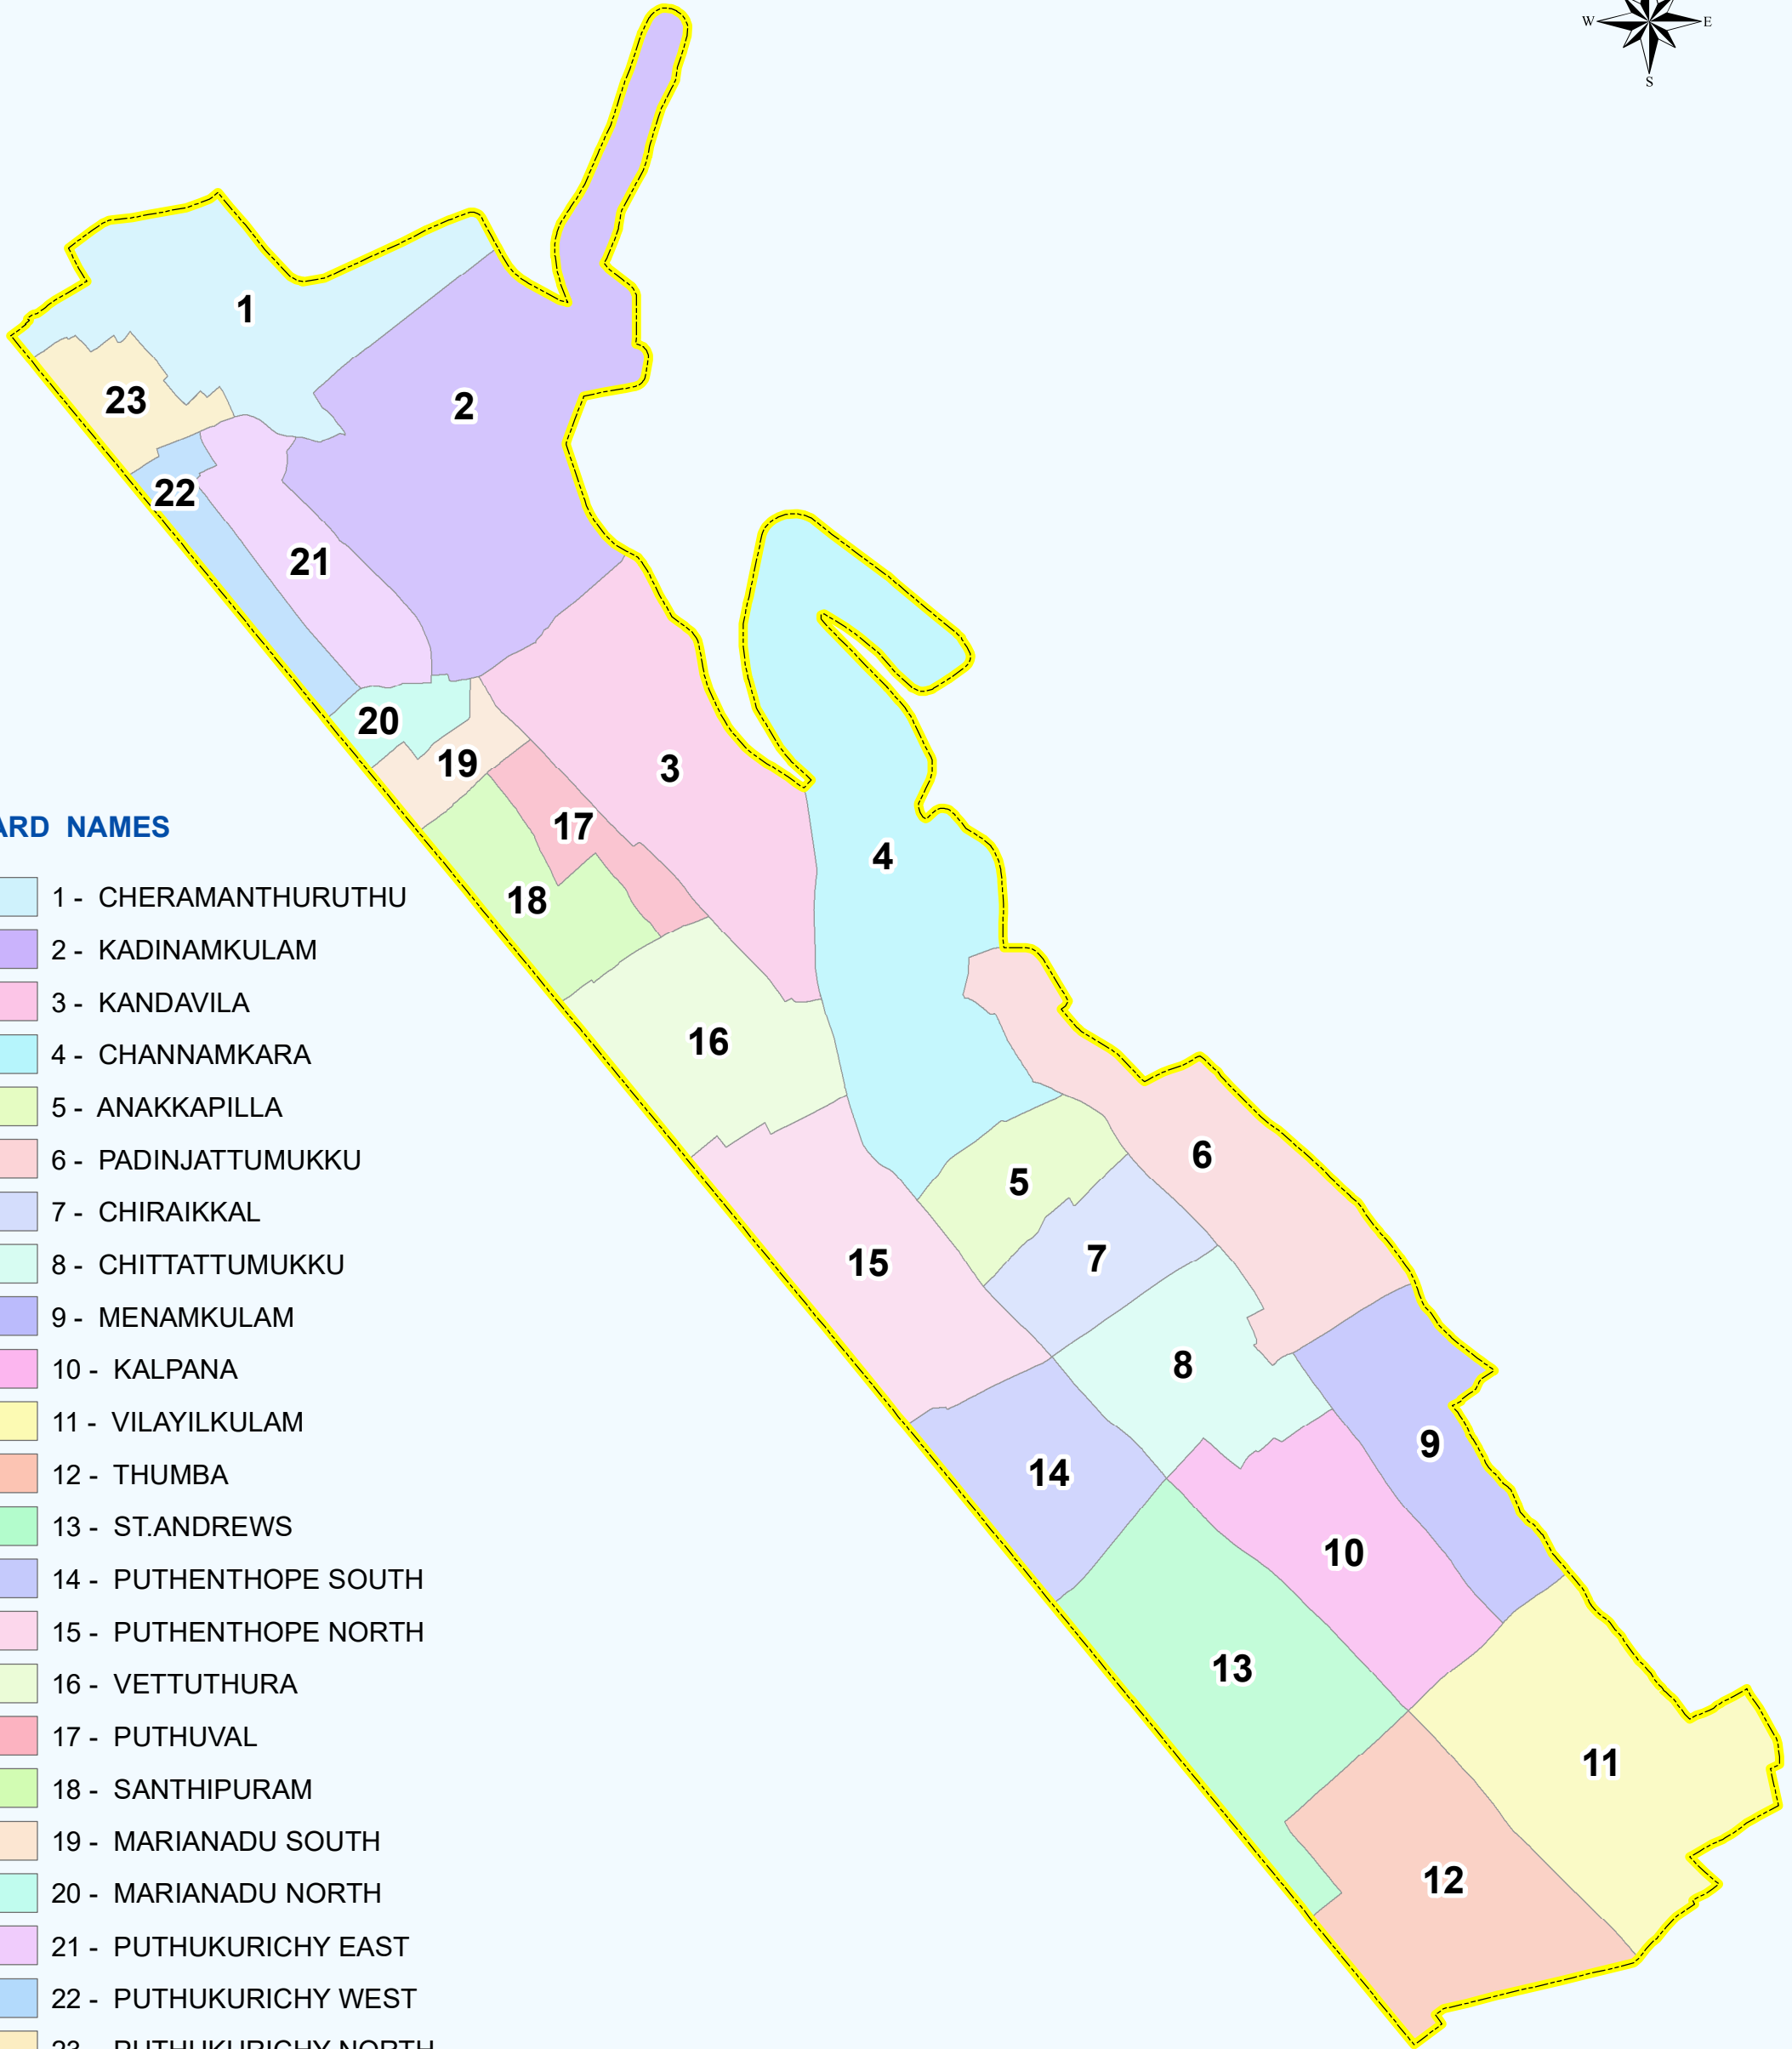 W E
S
1
2
23
22
21
20
19
3
17
4
18
16
6
5
7
15
8
9
14
10
13
11
12
ARD NAMES
1 - CHERAMANTHURUTHU
2 - KADINAMKULAM
3 - KANDAVILA
4 - CHANNAMKARA
5 - ANAKKAPILLA
6 - PADINJATTUMUKKU
7 - CHIRAIKKAL
8 - CHITTATTUMUKKU
9 - MENAMKULAM
10 - KALPANA
11 - VILAYILKULAM
12 - THUMBA
13 - ST.ANDREWS
14 - PUTHENTHOPE SOUTH
15 - PUTHENTHOPE NORTH
16 - VETTUTHURA
17 - PUTHUVAL
18 - SANTHIPURAM
19 - MARIANADU SOUTH
20 - MARIANADU NORTH
21 - PUTHUKURICHY EAST
22 - PUTHUKURICHY WEST
23 - PUTHUKURICHY NORTH